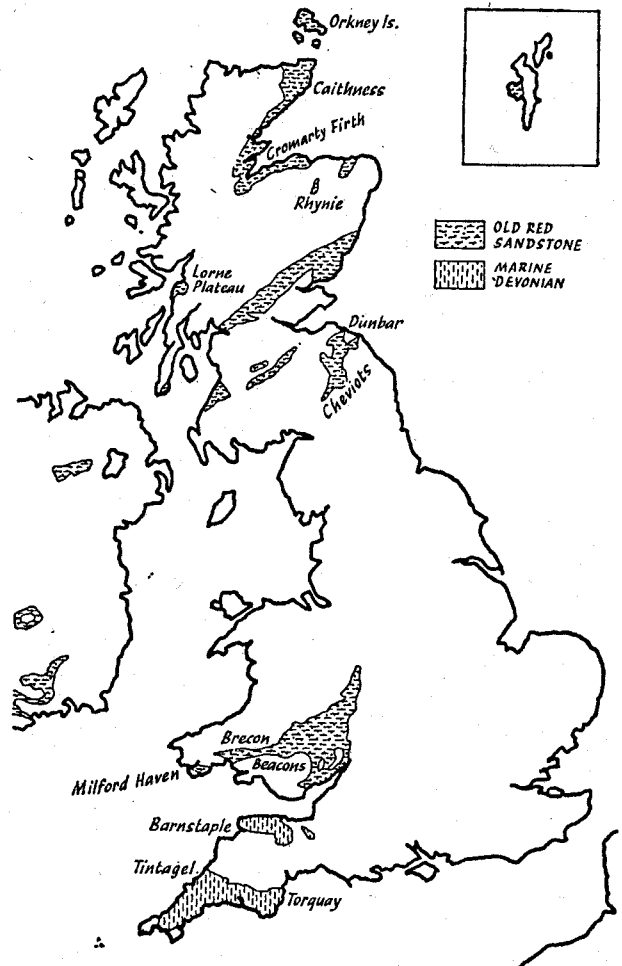 Orkney Is.
Caithness
Cromarty Firth
Rhynie
OLD RED
SANDSTONE
MARINE
DEVONIAN
Lorne
Plateau
Dunbar
Cheviots
Brecon
Beacons
Milford Haven
Barnstaple
Tintagel
Torquay